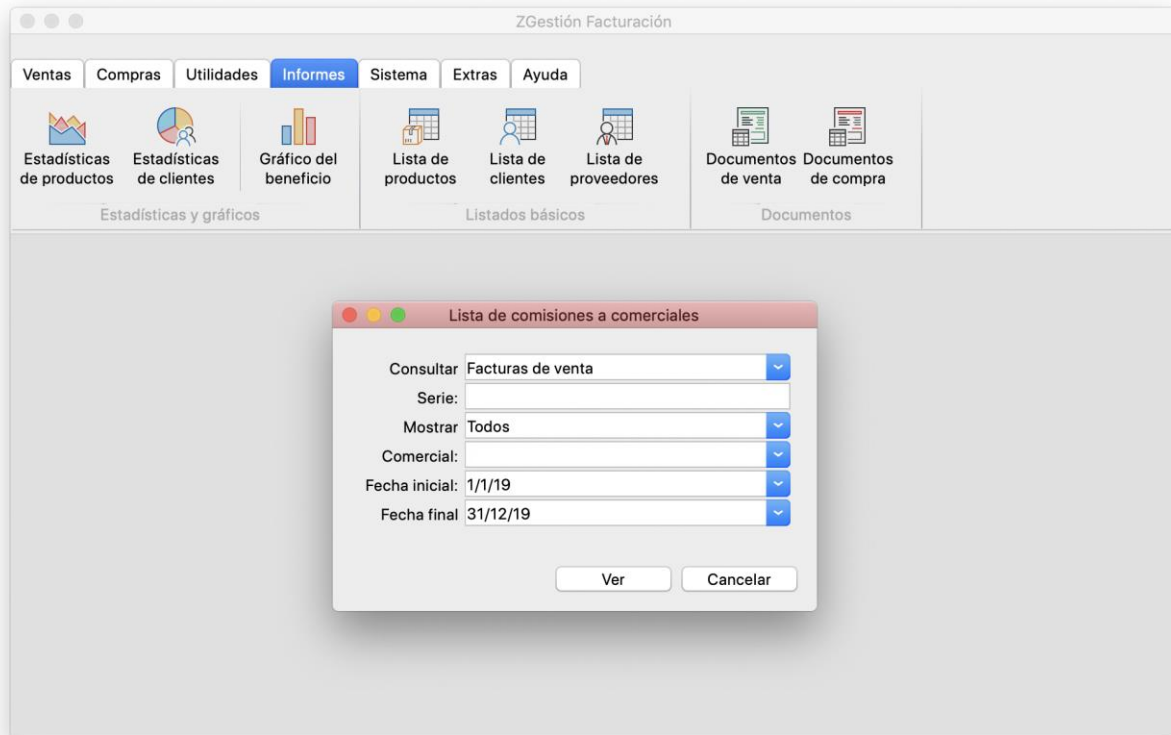 ZGestión Facturación
Ventas Compras Utilidades Informes Sistema Extras Ayuda
Estadísticas de productos
Estadísticas de clientes
Gráfico del beneficio
Estadísticas y gráficos
Lista de productos
Lista de clientes
Lista de proveedores
Listados básicos
Documentos de venta
Documentos de compra
Documentos
Lista de comisiones a comerciales
Consultar Facturas de venta
Serie:
Mostrar Todos
Comercial:
Fecha inicial: 1/1/19
Fecha final 31/12/19
Ver Cancelar